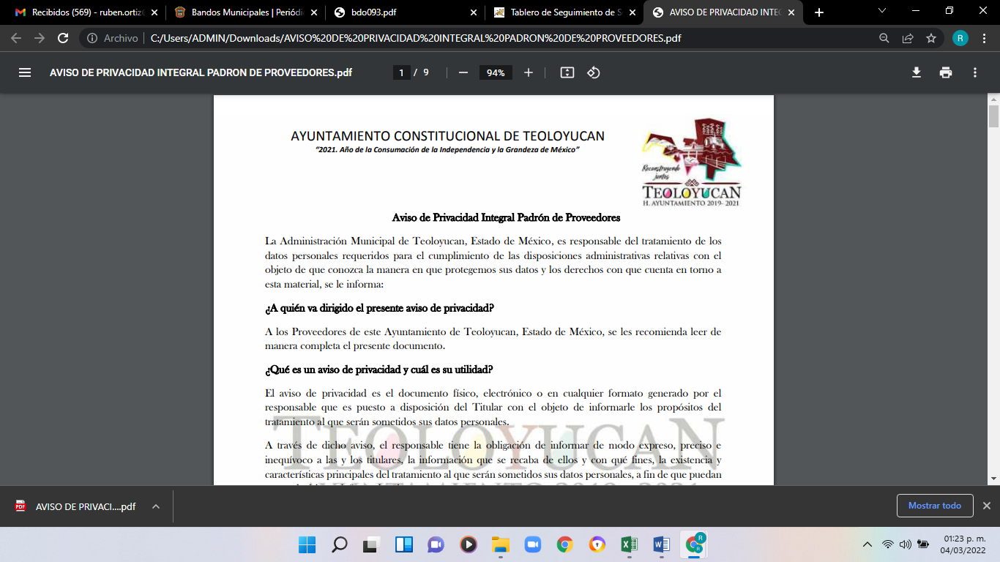 Recibidos (569) - ruben.ortiz
Bandos Municipales | Periódi
bdo093.pdf
Tablero de Seguimiento de S
AVISO DE PRIVACIDAD INTEG
Archivo
C:/Users/ADMIN/Downloads/AVISO%20DE%20PRIVACIDAD%20INTEGRAL%20PADRON%20DE%20PROVEEDORES.pdf
R
AVISO DE PRIVACIDAD INTEGRAL PADRON DE PROVEEDORES.pdf
1 / 9
94%
AYUNTAMIENTO CONSTITUCIONAL DE TEOLOYUCAN
“2021. Año de la Consumación de la Independencia y la Grandeza de México”
Reconstruyendo
juntos
TEOLOYUCAN
H. AYUNTAMIENTO 2019- 2021
Aviso de Privacidad Integral Padrón de Proveedores
La Administración Municipal de Teoloyucan, Estado de México, es responsable del tratamiento de los
datos personales requeridos para el cumplimiento de las disposiciones administrativas relativas con el
objeto de que conozca la manera en que protegemos sus datos y los derechos con que cuenta en torno a
esta material, se le informa:
¿A quién va dirigido el presente aviso de privacidad?
A los Proveedores de este Ayuntamiento de Teoloyucan, Estado de México, se les recomienda leer de
manera completa el presente documento.
¿Qué es un aviso de privacidad y cuál es su utilidad?
El aviso de privacidad es el documento físico, electrónico o en cualquier formato generado por el
responsable que es puesto a disposición del Titular con el objeto de informarle los propósitos del
tratamiento al que serán sometidos sus datos personales.
TEOLOYUCAN
A través de dicho aviso, el responsable tiene la obligación de informar de modo expreso, preciso e
inequívoco a las y los titulares, la información que se recaba de ellos y con qué fines, la existencia y
características principales del tratamiento al que serán sometidos sus datos personales, a fin de que puedan
AVISO DE PRIVACI....pdf
Mostrar todo
01:23 p. m.
04/03/2022